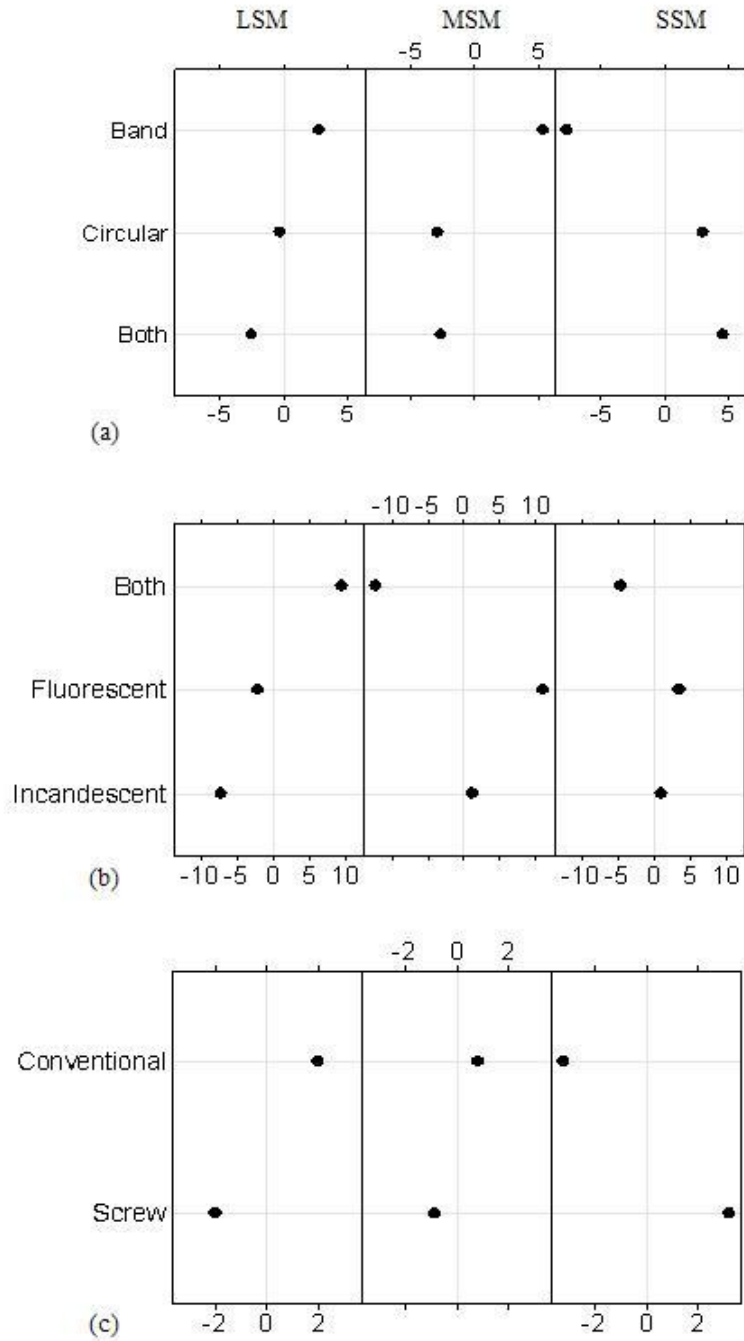 LSM MSM SSM
-5 0 5
Band
Circular
Both
-5 0 5 -5 0 5
(a)
-10 -5 0 5 10
Both
Fluorescent
Incandescent
-10 -5 0 5 10 -10 -5 0 5 10
(b)
-2 0 2
Conventional
Screw
-2 0 2 -2 0 2
(c)